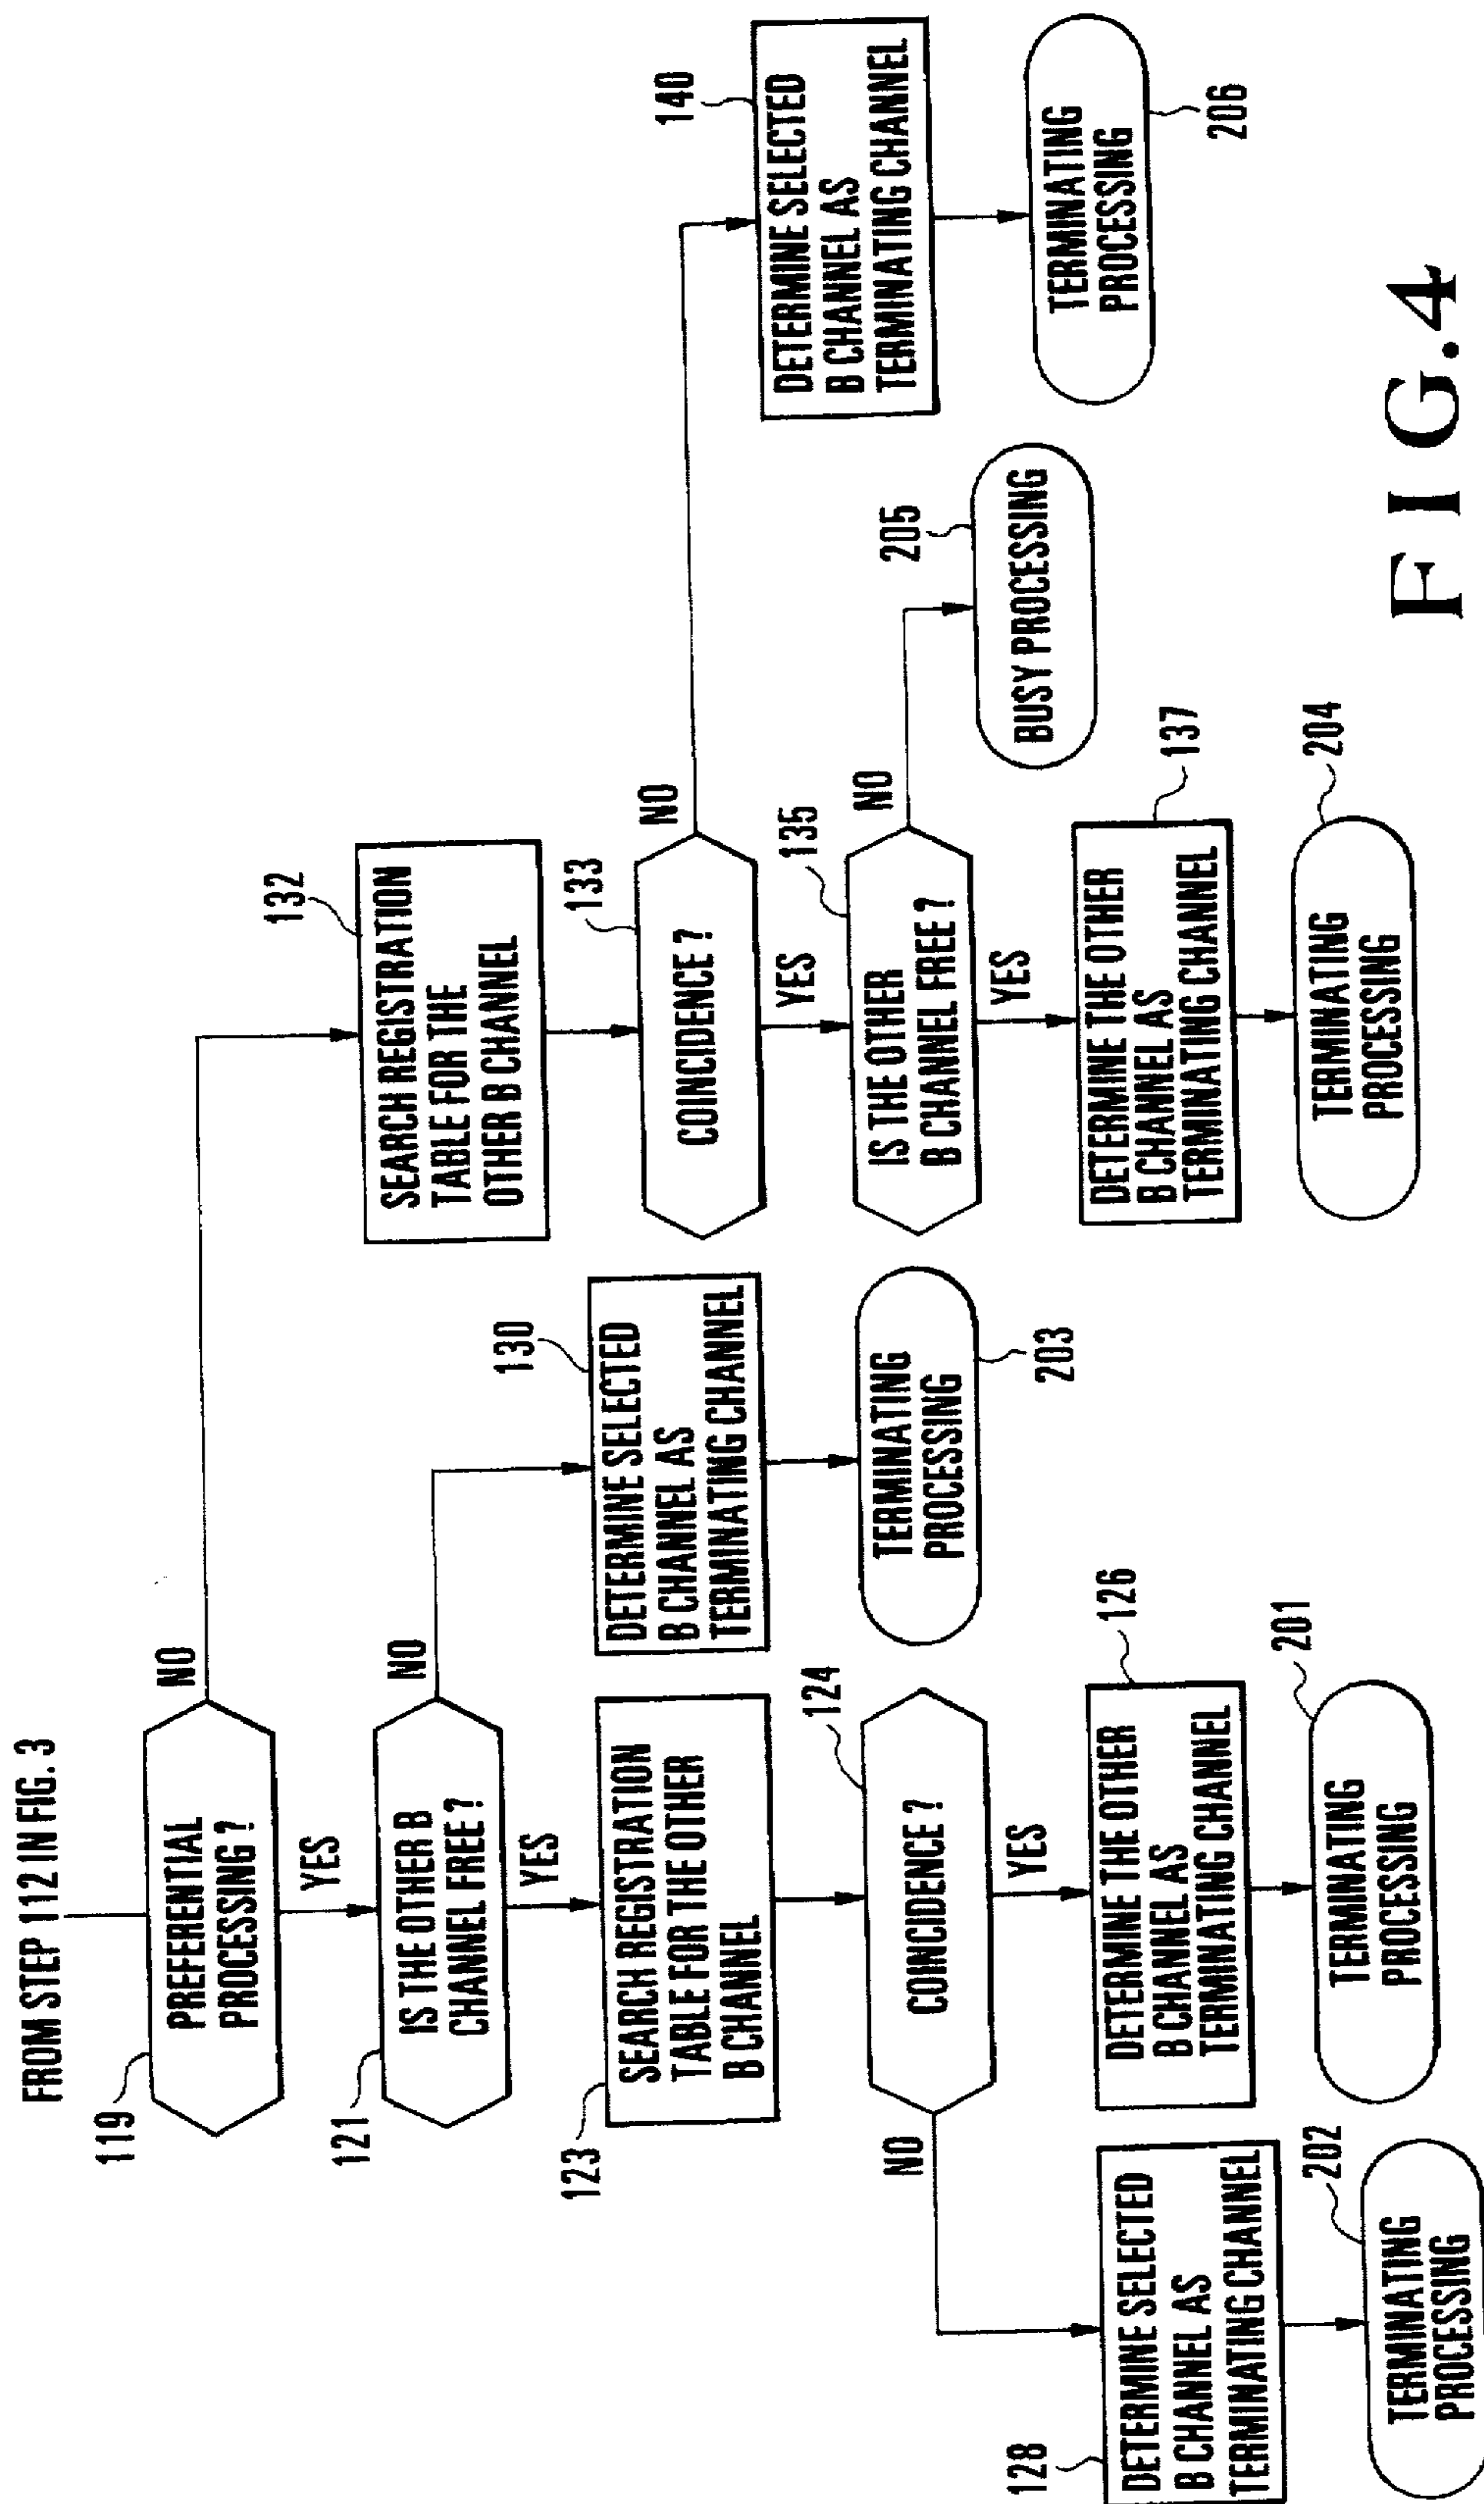 FROM STEP 112 IN FIG. 3
119
PREFERENTIAL
PROCESSING ?
NO
YES
121
IS THE OTHER B
CHANNEL FREE ?
NO
YES
123
SEARCH REGISTRATION
TABLE FOR THE OTHER
B CHANNEL
124
COINCIDENCE ?
NO
YES
126
DETERMINE THE OTHER
B CHANNEL AS
TERMINATING CHANNEL
201
TERMINATING
PROCESSING
128
DETERMINE SELECTED
B CHANNEL AS
TERMINATING CHANNEL
202
TERMINATING
PROCESSING
130
DETERMINE SELECTED
B CHANNEL AS
TERMINATING CHANNEL
TERMINATING
PROCESSING
203
132
SEARCH REGISTRATION
TABLE FOR THE
OTHER B CHANNEL
133
COINCIDENCE ?
NO
YES
135
IS THE OTHER
B CHANNEL FREE ?
NO
YES
137
DETERMINE THE OTHER
B CHANNEL AS
TERMINATING CHANNEL
204
TERMINATING
PROCESSING
205
BUSY PROCESSING
140
DETERMINE SELECTED
B CHANNEL AS
TERMINATING CHANNEL
TERMINATING
PROCESSING
206
FIG.4